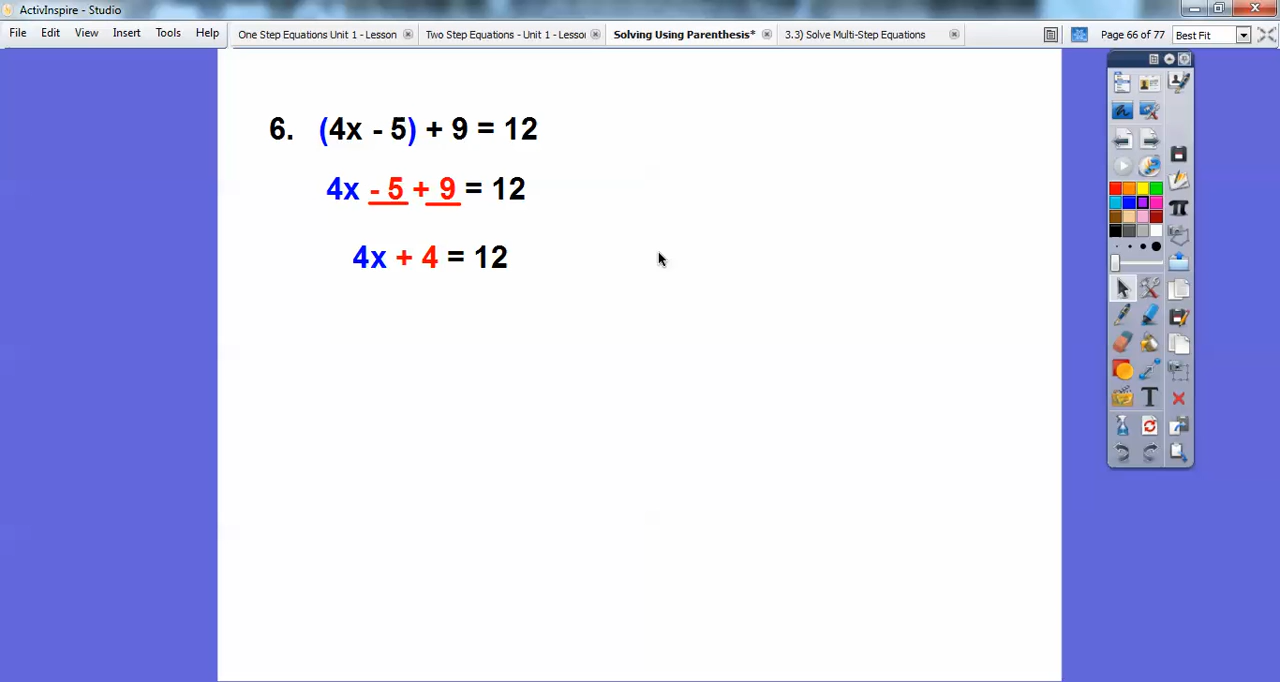 ActivInspire - Studio
File Edit View Insert Tools Help
One Step Equations Unit 1 - Lesson
Two Step Equations - Unit 1 - Lessor
Solving Using Parenthesis*
3.3) Solve Multi-Step Equations
Page 66 of 77
Best Fit
6. (4x - 5) + 9 = 12
4x - 5 + 9 = 12
4x + 4 = 12
π
T